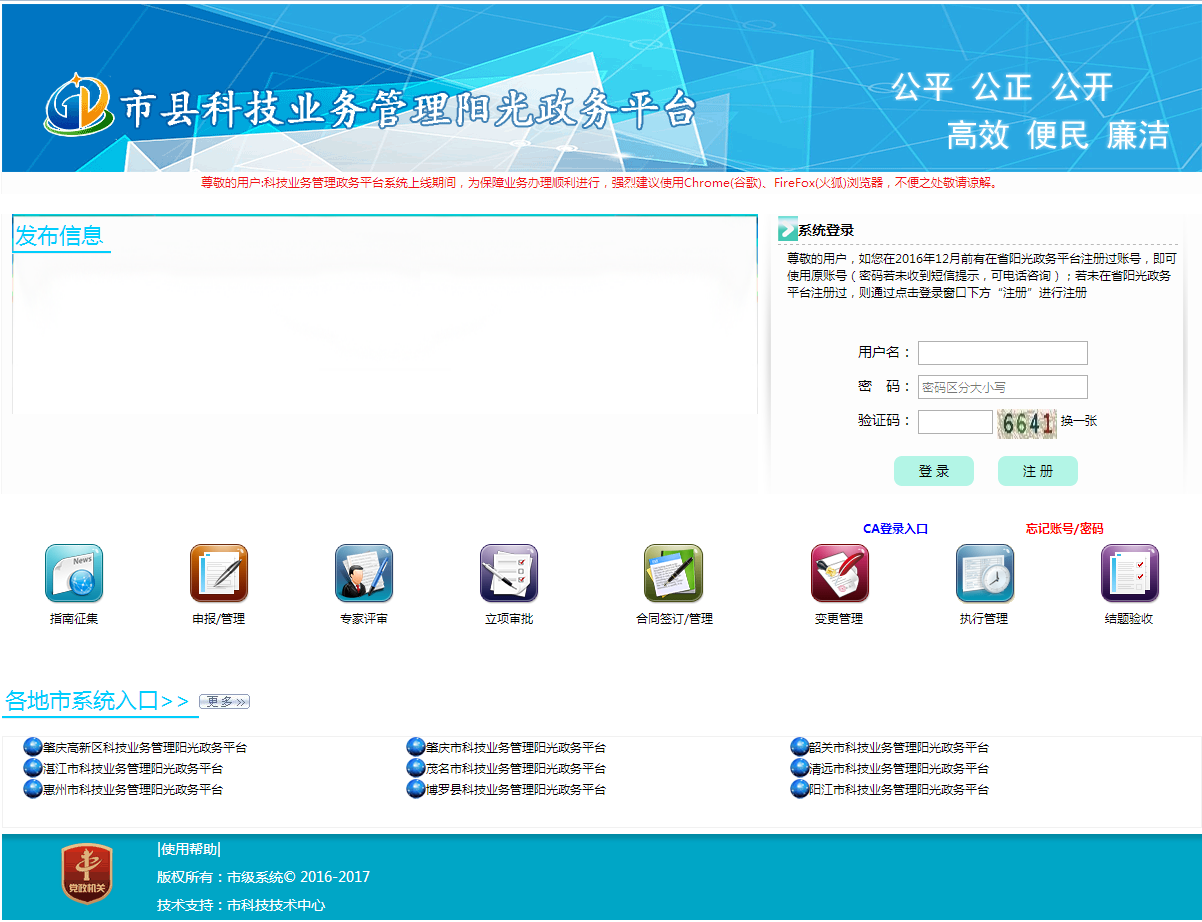 市县科技业务管理阳光政务平台
公平 公正 公开
高效 便民 廉洁
尊敬的用户:科技业务管理政务平台系统上线期间，为保障业务办理顺利进行，强烈建议使用Chrome(谷歌)、FireFox(火狐)浏览器，不便之处敬请谅解。
发布信息
系统登录
尊敬的用户，如您在2016年12月前有在省阳光政务平台注册过账号，即可
使用原账号（密码若未收到短信提示，可电话咨询）；若未在省阳光政务
平台注册过，则通过点击登录窗口下方“注册”进行注册
用户名：
密 码： 密码区分大小写
验证码： 6641 换一张
登 录 注 册
CA登录入口 忘记账号/密码
News
指南征集 申报/管理 专家评审 立项审批 合同签订/管理 变更管理 执行管理 结题验收
各地市系统入口>> 更多
肇庆高新区科技业务管理阳光政务平台 肇庆市科技业务管理阳光政务平台 韶关市科技业务管理阳光政务平台
湛江市科技业务管理阳光政务平台 茂名市科技业务管理阳光政务平台 清远市科技业务管理阳光政务平台
惠州市科技业务管理阳光政务平台 博罗县科技业务管理阳光政务平台 阳江市科技业务管理阳光政务平台
|使用帮助|
党政机关
版权所有：市级系统© 2016-2017
技术支持：市科技技术中心